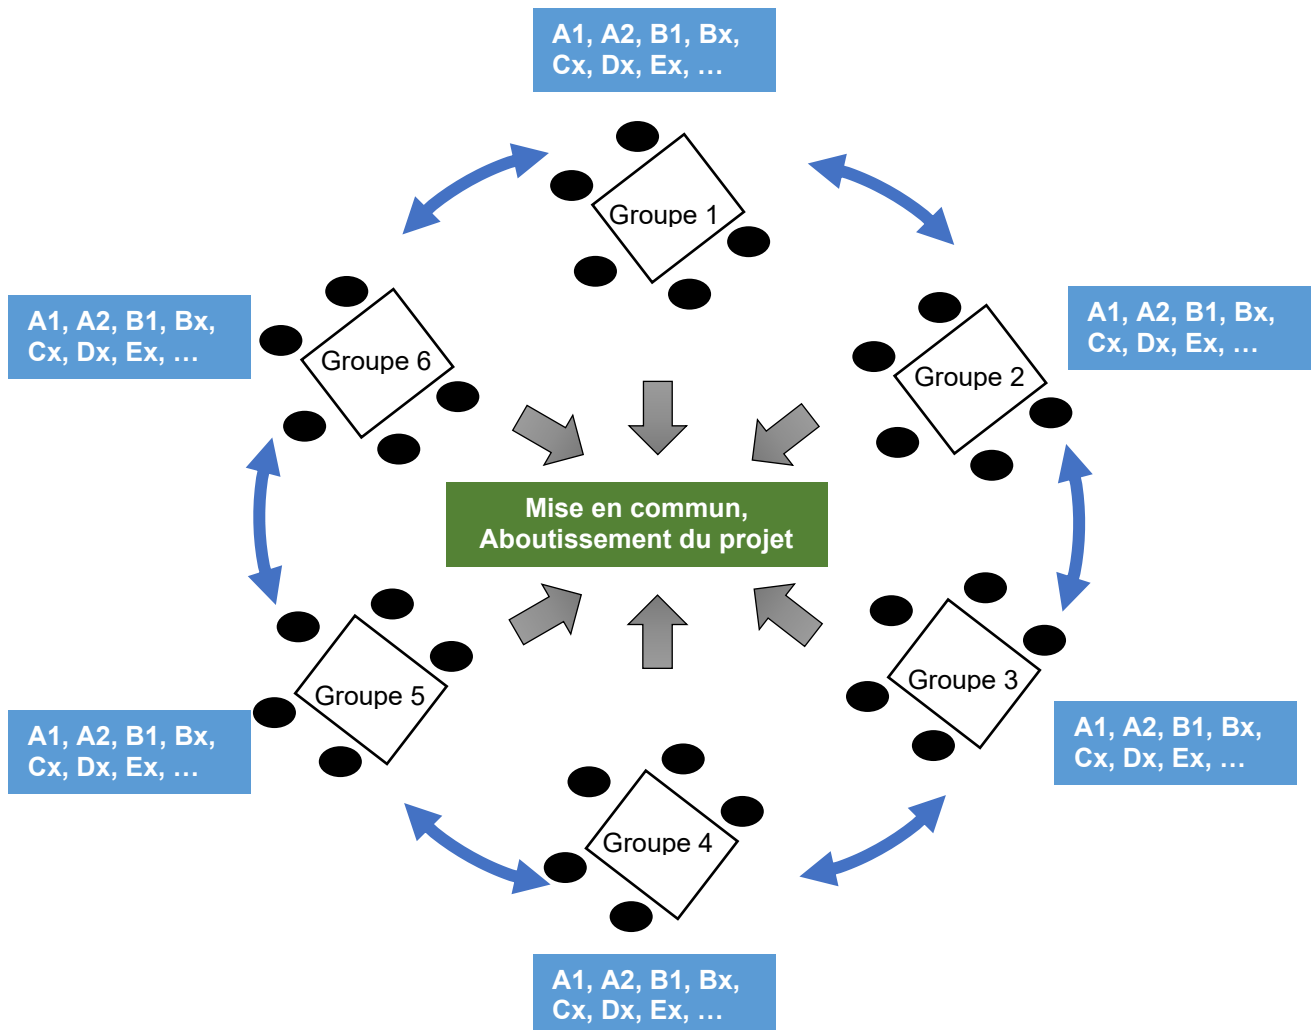 A1, A2, B1, Bx,
Cx, Dx, Ex, …
Groupe 1
A1, A2, B1, Bx,
Cx, Dx, Ex, …
Groupe 6
A1, A2, B1, Bx,
Cx, Dx, Ex, …
Groupe 2
Mise en commun,
Aboutissement du projet
Groupe 5
A1, A2, B1, Bx,
Cx, Dx, Ex, …
Groupe 3
A1, A2, B1, Bx,
Cx, Dx, Ex, …
Groupe 4
A1, A2, B1, Bx,
Cx, Dx, Ex, …